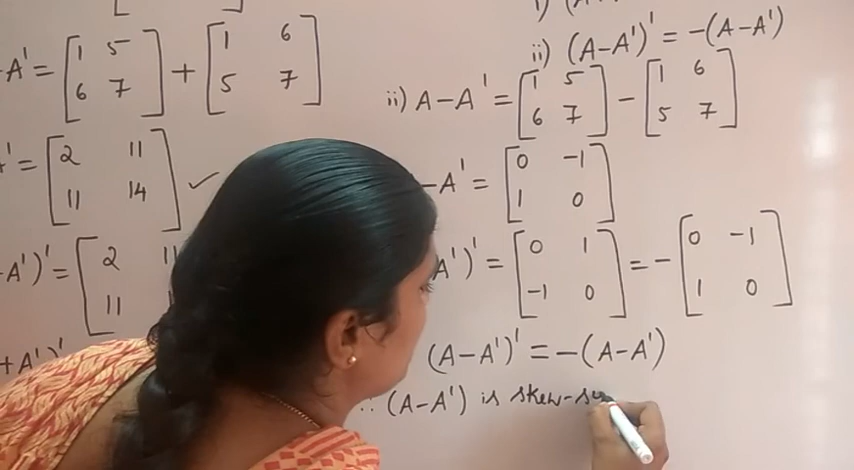 A' = [1 5; 6 7] + [1 6; 5 7]
' = [2 11; 11 14] ✓
A')' = [2 11; 11
+A')'
i) (A
ii) (A-A')' = -(A-A')
ii) A-A' = [1 5; 6 7] - [1 6; 5 7]
-A' = [0 -1; 1 0]
A')' = [0 1; -1 0] = -[0 -1; 1 0]
(A-A')' = -(A-A')
∴ (A-A') is skew-sy